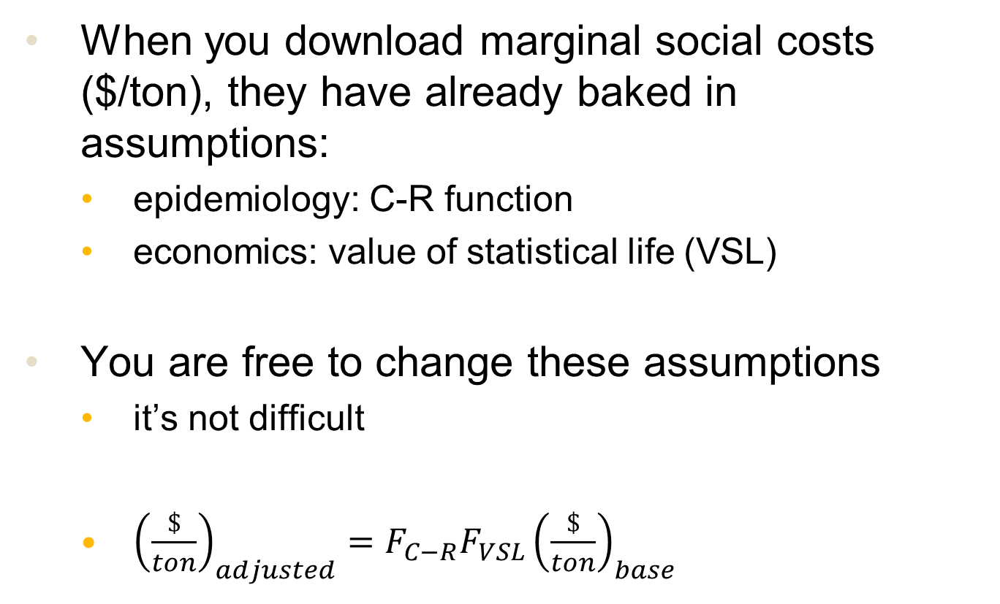 • When you download marginal social costs
($/ton), they have already baked in
assumptions:
• epidemiology: C-R function
• economics: value of statistical life (VSL)
• You are free to change these assumptions
• it’s not difficult
• $\left(\frac{\$}{ton}\right)_{adjusted} = F_{C-R}F_{VSL}\left(\frac{\$}{ton}\right)_{base}$